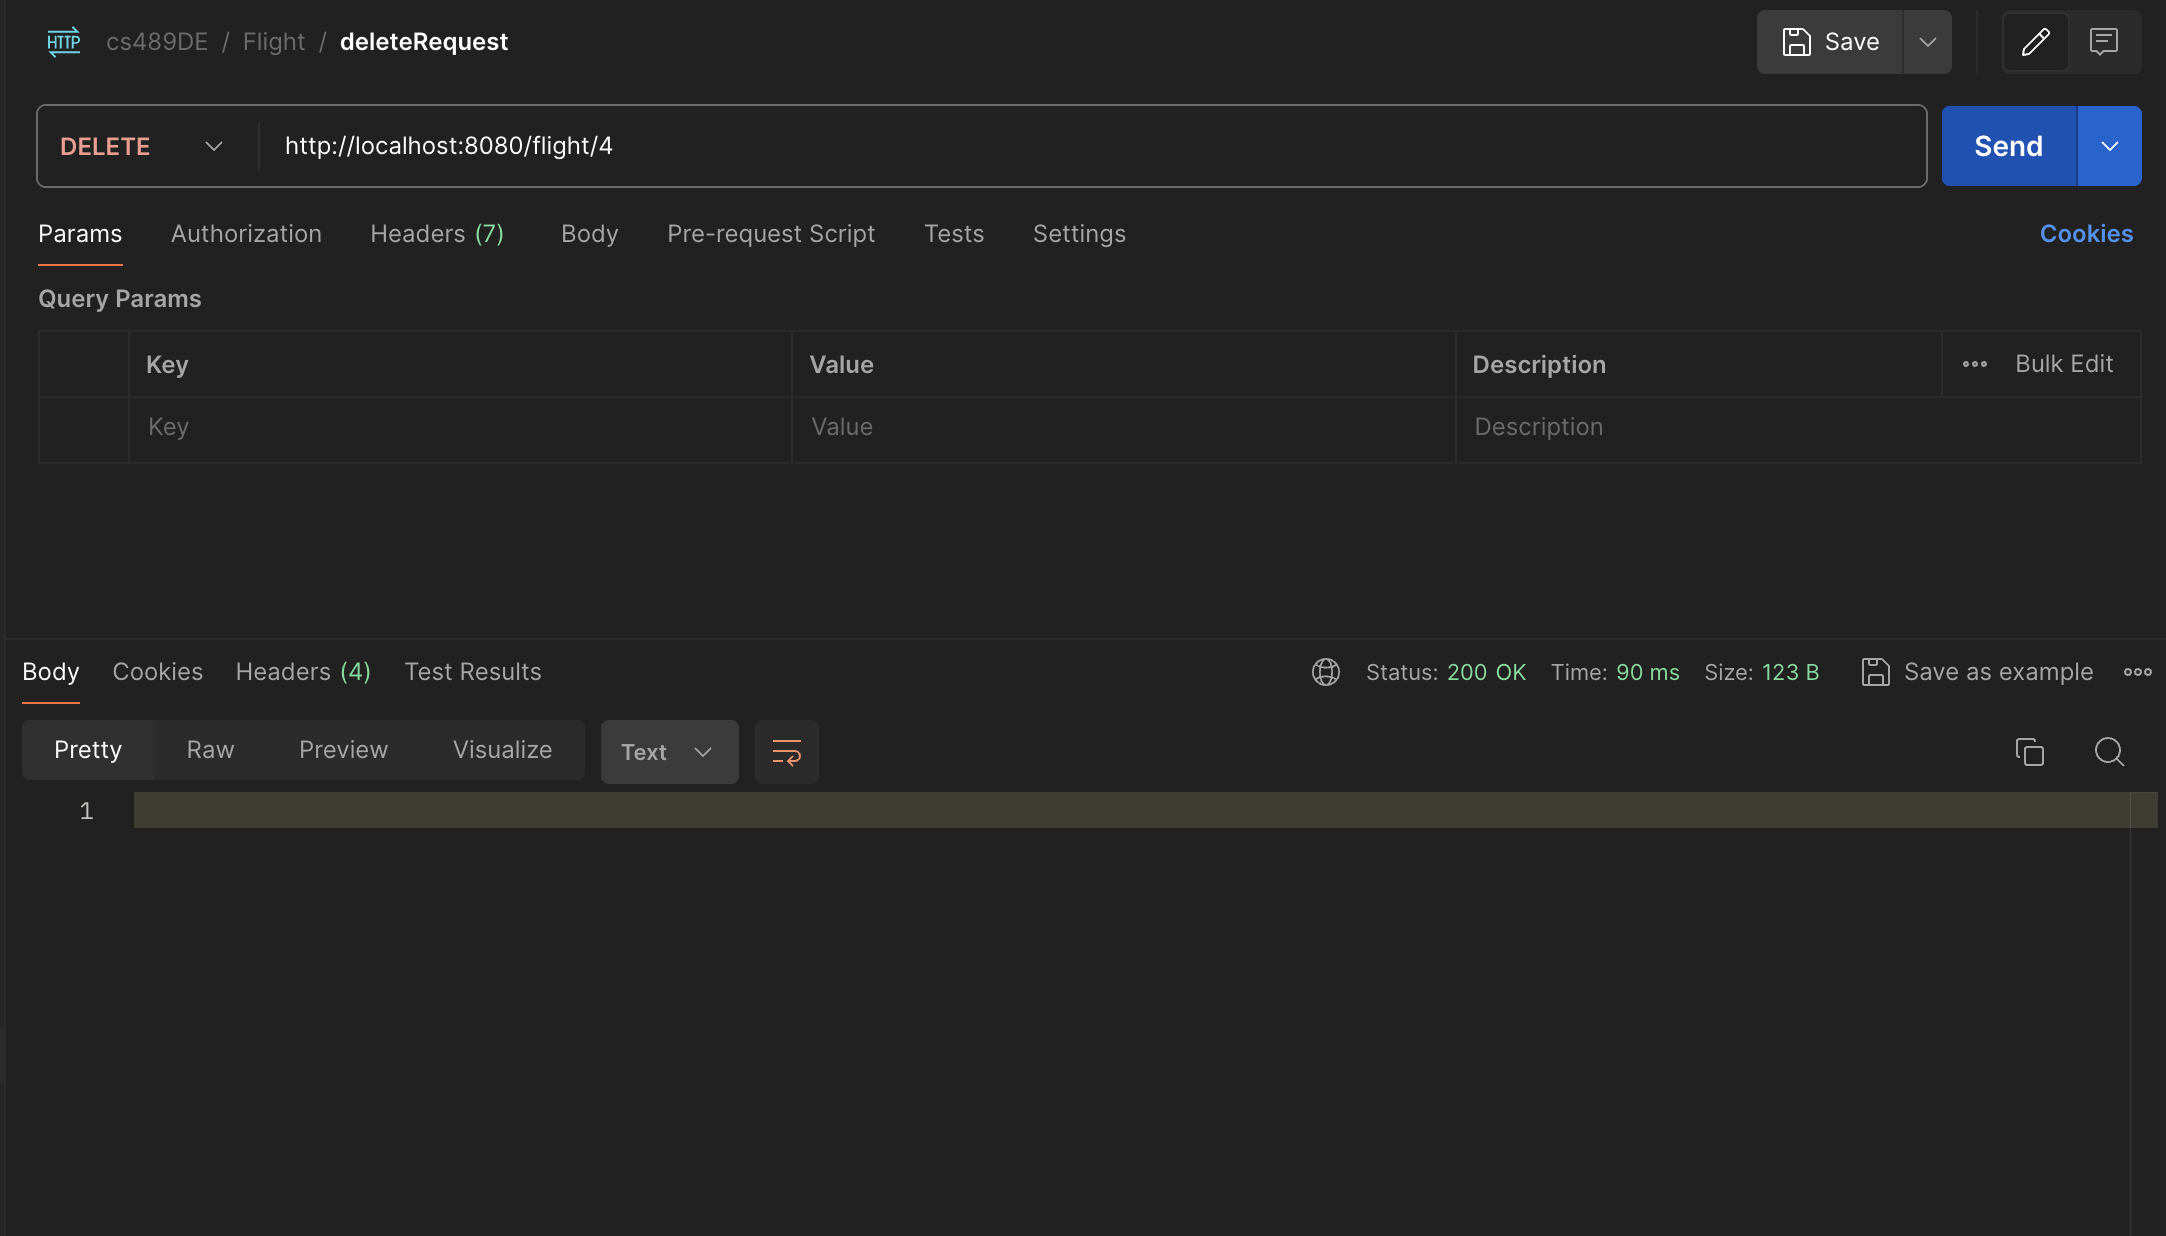 HTTP cs489DE / Flight / deleteRequest Save
DELETE http://localhost:8080/flight/4 Send
Params Authorization Headers (7) Body Pre-request Script Tests Settings Cookies
Query Params
Key Value Description Bulk Edit
Key Value Description
Body Cookies Headers (4) Test Results Status: 200 OK Time: 90 ms Size: 123 B Save as example
Pretty Raw Preview Visualize Text
1